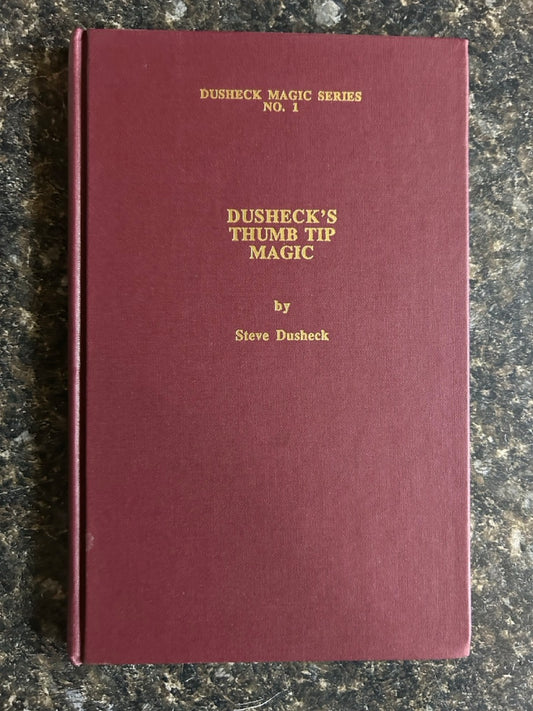 DUSHECK MAGIC SERIES
NO. 1
DUSHECK'S
THUMB TIP
MAGIC
by
Steve Dusheck